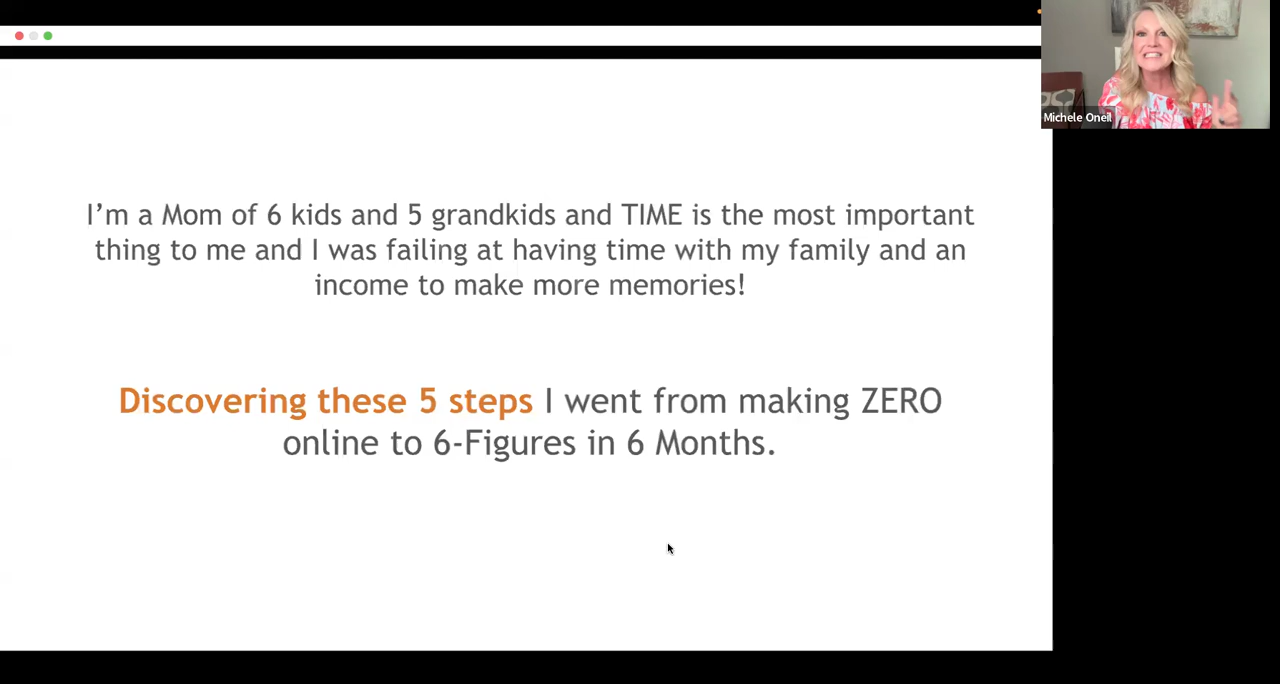 Michele Oneil
I’m a Mom of 6 kids and 5 grandkids and TIME is the most important
thing to me and I was failing at having time with my family and an
income to make more memories!
Discovering these 5 steps I went from making ZERO
online to 6-Figures in 6 Months.